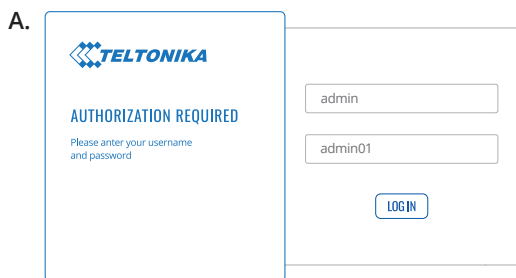 A.
TELTONIKA
AUTHORIZATION REQUIRED
Please anter your username
and password
admin
admin01
LOG IN